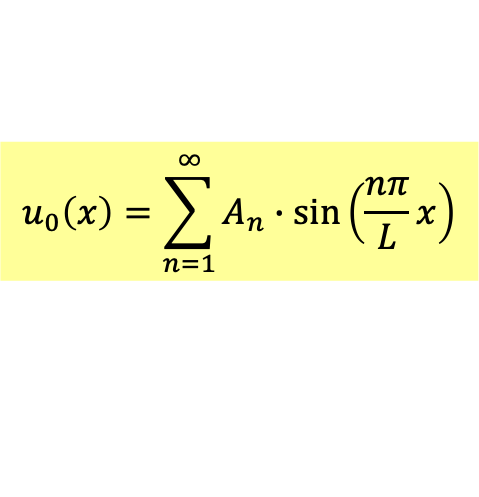 u₀(x) = ∑_{n=1}^{∞} Aₙ · sin(nπ/L x)